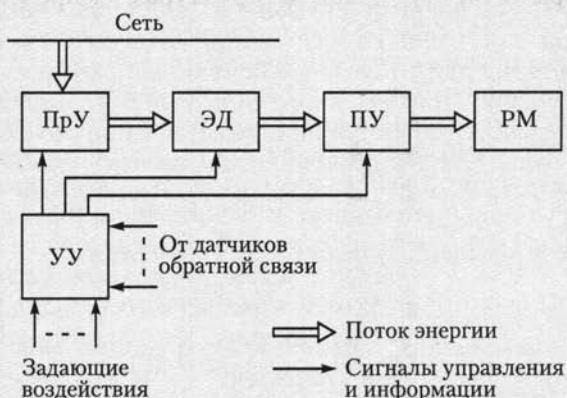 Сеть
ПрУ
ЭД
ПУ
РМ
УУ
От датчиков
обратной связи
Задающие
воздействия
Поток энергии
Сигналы управления
и информации